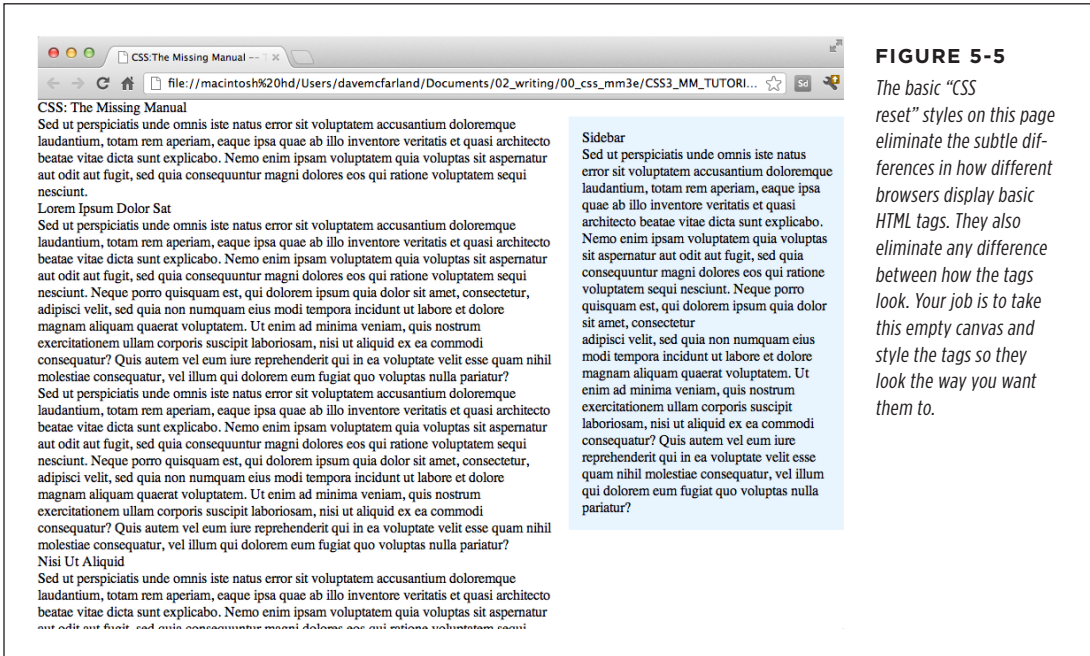 CSS:The Missing Manual -- T
file://macintosh%20hd/Users/davemcfarland/Documents/02_writing/00_css_mm3e/CSS3_MM_TUTORI...
Sd
CSS: The Missing Manual
Sed ut perspiciatis unde omnis iste natus error sit voluptatem accusantium doloremque
laudantium, totam rem aperiam, eaque ipsa quae ab illo inventore veritatis et quasi architecto
beatae vitae dicta sunt explicabo. Nemo enim ipsam voluptatem quia voluptas sit aspernatur
aut odit aut fugit, sed quia consequuntur magni dolores eos qui ratione voluptatem sequi
nesciunt.
Lorem Ipsum Dolor Sat
Sed ut perspiciatis unde omnis iste natus error sit voluptatem accusantium doloremque
laudantium, totam rem aperiam, eaque ipsa quae ab illo inventore veritatis et quasi architecto
beatae vitae dicta sunt explicabo. Nemo enim ipsam voluptatem quia voluptas sit aspernatur
aut odit aut fugit, sed quia consequuntur magni dolores eos qui ratione voluptatem sequi
nesciunt. Neque porro quisquam est, qui dolorem ipsum quia dolor sit amet, consectetur,
adipisci velit, sed quia non numquam eius modi tempora incidunt ut labore et dolore
magnam aliquam quaerat voluptatem. Ut enim ad minima veniam, quis nostrum
exercitationem ullam corporis suscipit laboriosam, nisi ut aliquid ex ea commodi
consequatur? Quis autem vel eum iure reprehenderit qui in ea voluptate velit esse quam nihil
molestiae consequatur, vel illum qui dolorem eum fugiat quo voluptas nulla pariatur?
Sed ut perspiciatis unde omnis iste natus error sit voluptatem accusantium doloremque
laudantium, totam rem aperiam, eaque ipsa quae ab illo inventore veritatis et quasi architecto
beatae vitae dicta sunt explicabo. Nemo enim ipsam voluptatem quia voluptas sit aspernatur
aut odit aut fugit, sed quia consequuntur magni dolores eos qui ratione voluptatem sequi
nesciunt. Neque porro quisquam est, qui dolorem ipsum quia dolor sit amet, consectetur,
adipisci velit, sed quia non numquam eius modi tempora incidunt ut labore et dolore
magnam aliquam quaerat voluptatem. Ut enim ad minima veniam, quis nostrum
exercitationem ullam corporis suscipit laboriosam, nisi ut aliquid ex ea commodi
consequatur? Quis autem vel eum iure reprehenderit qui in ea voluptate velit esse quam nihil
molestiae consequatur, vel illum qui dolorem eum fugiat quo voluptas nulla pariatur?
Nisi Ut Aliquid
Sed ut perspiciatis unde omnis iste natus error sit voluptatem accusantium doloremque
laudantium, totam rem aperiam, eaque ipsa quae ab illo inventore veritatis et quasi architecto
beatae vitae dicta sunt explicabo. Nemo enim ipsam voluptatem quia voluptas sit aspernatur
aut odit aut fugit, sed quia consequuntur magni dolores eos qui ratione voluptatem sequi
Sidebar
Sed ut perspiciatis unde omnis iste natus
error sit voluptatem accusantium doloremque
laudantium, totam rem aperiam, eaque ipsa
quae ab illo inventore veritatis et quasi
architecto beatae vitae dicta sunt explicabo.
Nemo enim ipsam voluptatem quia voluptas
sit aspernatur aut odit aut fugit, sed quia
consequuntur magni dolores eos qui ratione
voluptatem sequi nesciunt. Neque porro
quisquam est, qui dolorem ipsum quia dolor
sit amet, consectetur
adipisci velit, sed quia non numquam eius
modi tempora incidunt ut labore et dolore
magnam aliquam quaerat voluptatem. Ut
enim ad minima veniam, quis nostrum
exercitationem ullam corporis suscipit
laboriosam, nisi ut aliquid ex ea commodi
consequatur? Quis autem vel eum iure
reprehenderit qui in ea voluptate velit esse
quam nihil molestiae consequatur, vel illum
qui dolorem eum fugiat quo voluptas nulla
pariatur?
FIGURE 5-5
The basic “CSS
reset” styles on this page
eliminate the subtle dif-
ferences in how different
browsers display basic
HTML tags. They also
eliminate any difference
between how the tags
look. Your job is to take
this empty canvas and
style the tags so they
look the way you want
them to.